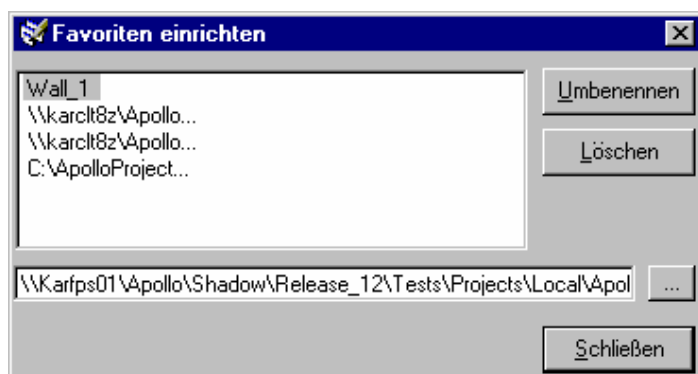 Favoriten einrichten
Wall_1
\\karclt8z\Apollo...
\\karclt8z\Apollo...
C:\ApolloProject...
Umbenennen
Löschen
\\Karfps01\Apollo\Shadow\Release_12\Tests\Projects\Local\Apol
...
Schließen